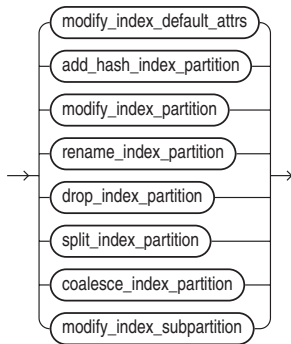 modify_index_default_attrs
add_hash_index_partition
modify_index_partition
rename_index_partition
drop_index_partition
split_index_partition
coalesce_index_partition
modify_index_subpartition